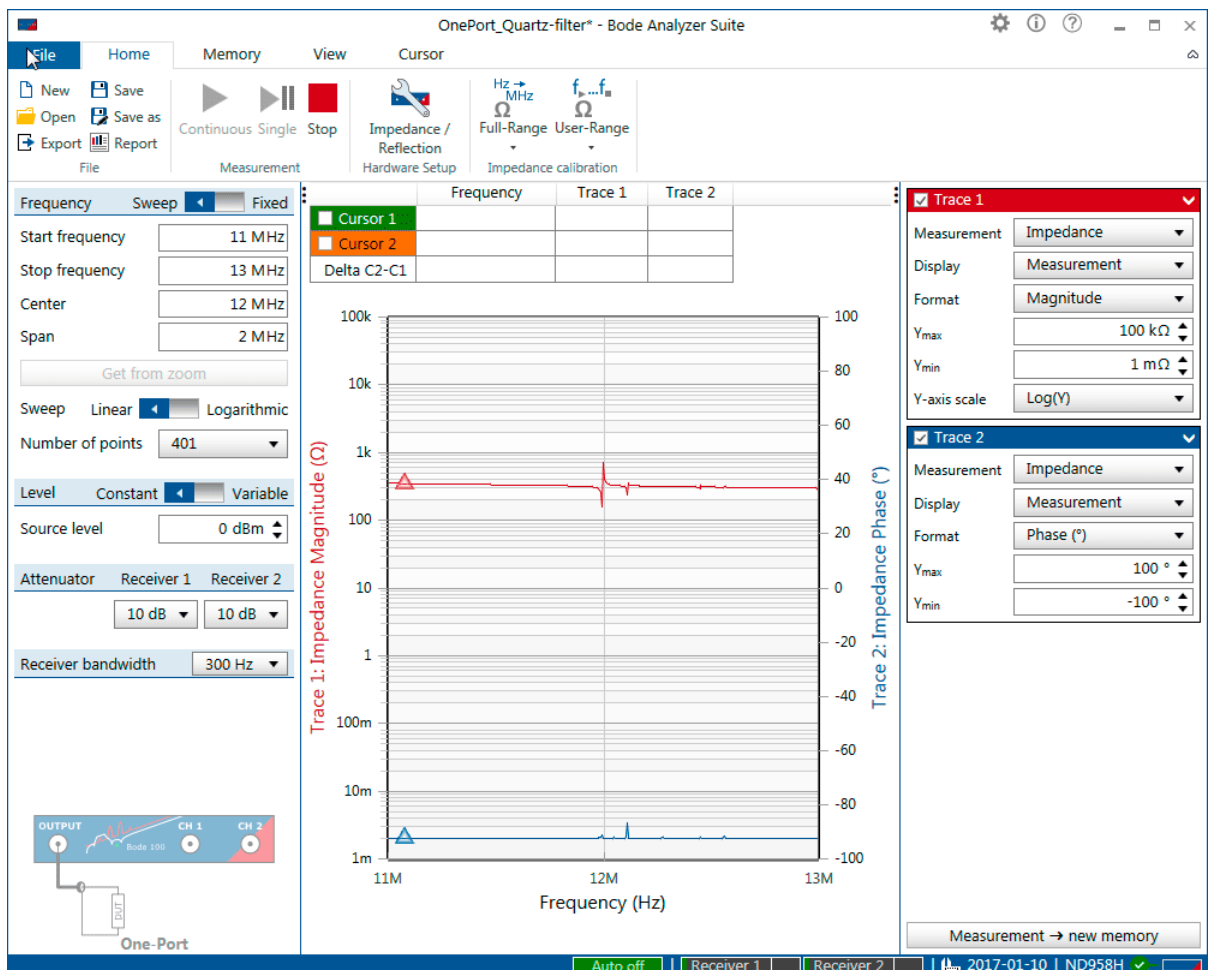 OnePort_Quartz-filter* - Bode Analyzer Suite
File Home Memory View Cursor
New Save
Open Save as
Export Report
File
Continuous Single Stop
Measurement
Impedance /
Reflection
Hardware Setup
Hz
MHz
Ω
Full-Range
f...f
Ω
User-Range
Impedance calibration
Frequency Sweep Fixed
Start frequency 11 MHz
Stop frequency 13 MHz
Center 12 MHz
Span 2 MHz
Get from zoom
Sweep Linear Logarithmic
Number of points 401
Level Constant Variable
Source level 0 dBm
Attenuator Receiver 1 Receiver 2
10 dB 10 dB
Receiver bandwidth 300 Hz
OUTPUT CH 1 CH 2
Bode 100
DUT
One-Port
Frequency Trace 1 Trace 2
Cursor 1
Cursor 2
Delta C2-C1
Trace 1: Impedance Magnitude (Ω)
100k
10k
1k
100
10
1
100m
10m
1m
100
80
60
40
20
0
-20
-40
-60
-80
-100
Trace 2: Impedance Phase (°)
11M 12M 13M
Frequency (Hz)
Trace 1
Measurement Impedance
Display Measurement
Format Magnitude
Ymax 100 kΩ
Ymin 1 mΩ
Y-axis scale Log(Y)
Trace 2
Measurement Impedance
Display Measurement
Format Phase (°)
Ymax 100 °
Ymin -100 °
Measurement → new memory
Auto off | Receiver 1 Receiver 2 | 2017-01-10 | ND958H